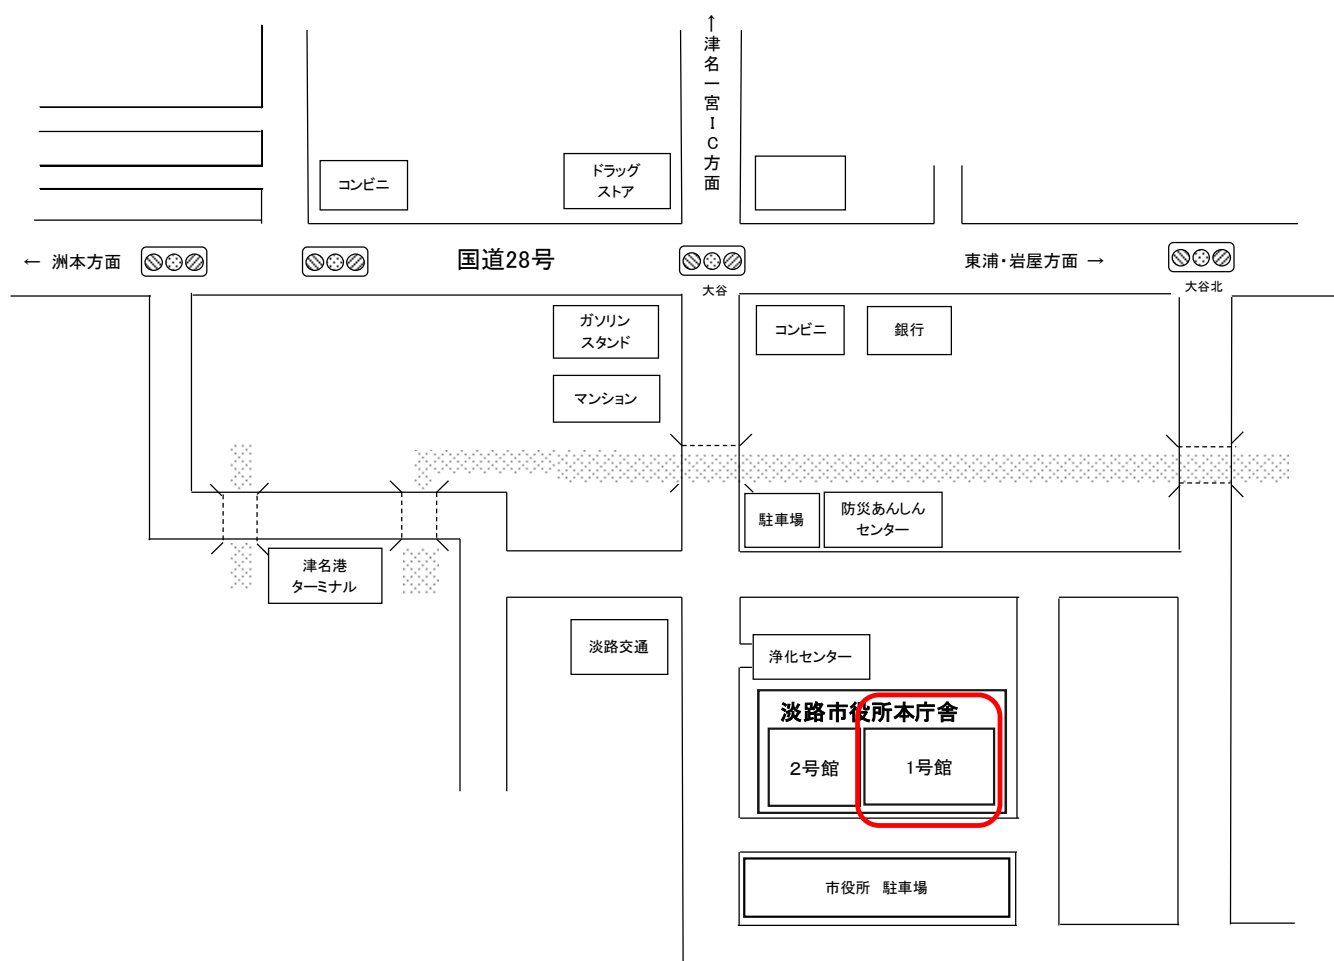 ↑津名一宮IC方面
コンビニ
ドラッグ
ストア
← 洲本方面
国道28号
東浦・岩屋方面 →
大谷
大谷北
ガソリン
スタンド
コンビニ
銀行
マンション
駐車場
防災あんしん
センター
津名港
ターミナル
淡路交通
浄化センター
淡路市役所本庁舎
2号館
1号館
市役所 駐車場